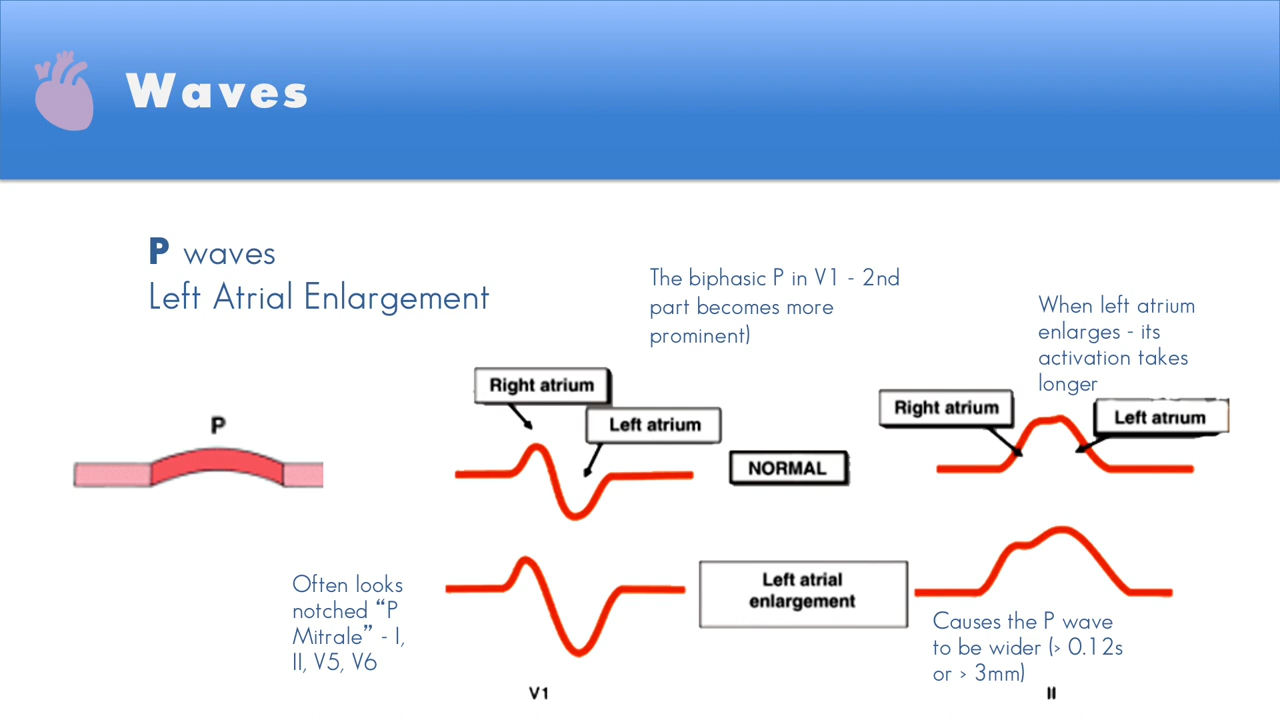 Waves
P waves
Left Atrial Enlargement
The biphasic P in V1 - 2nd
part becomes more
prominent)
When left atrium
enlarges - its
activation takes
longer
Right atrium
Left atrium
Right atrium
Left atrium
P
NORMAL
Often looks
notched “P
Mitrale” - I,
II, V5, V6
Left atrial
enlargement
Causes the P wave
to be wider (> 0.12s
or > 3mm)
V1
II